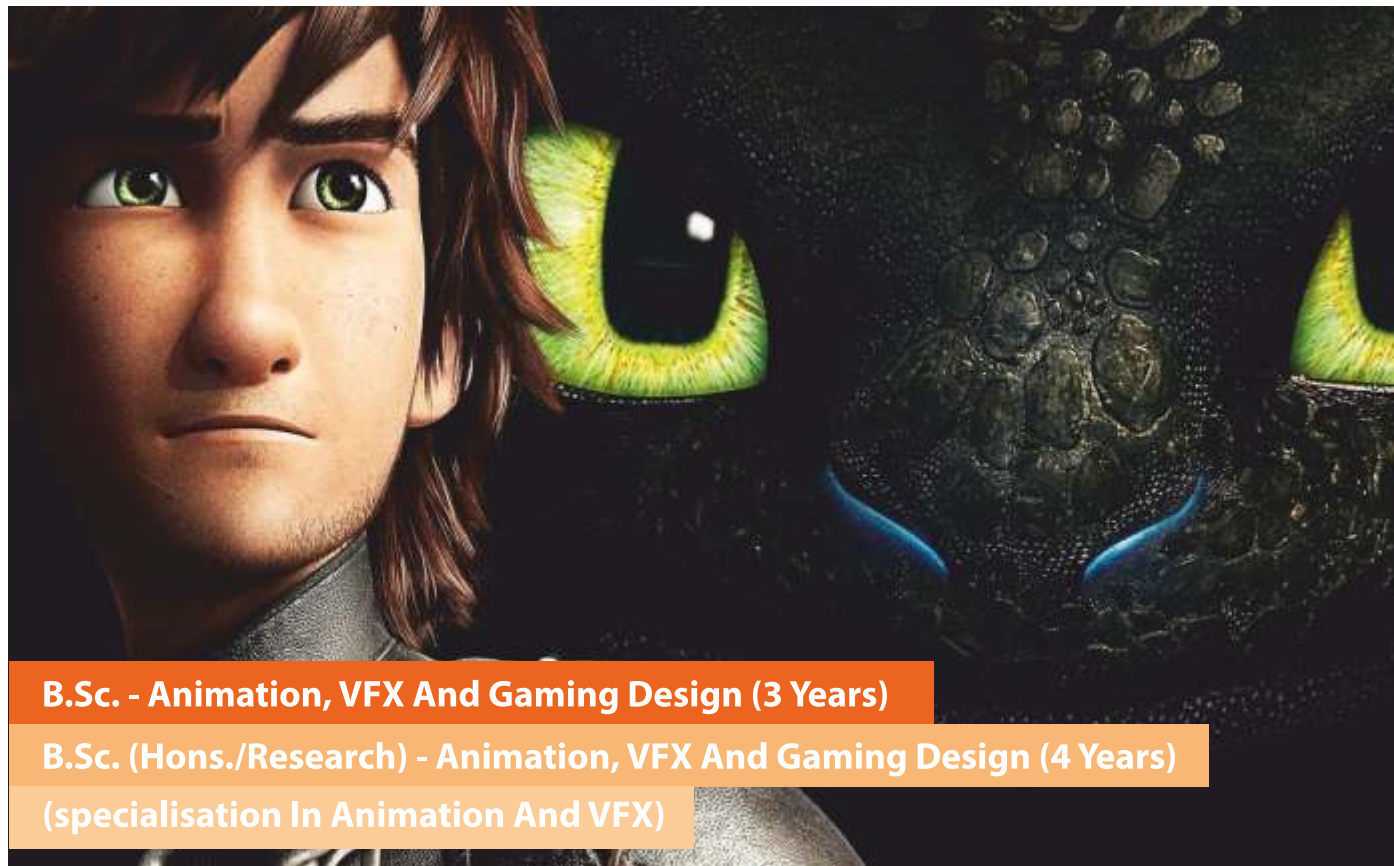 B.Sc. - Animation, VFX And Gaming Design (3 Years)
B.Sc. (Hons./Research) - Animation, VFX And Gaming Design (4 Years)
(specialisation In Animation And VFX)